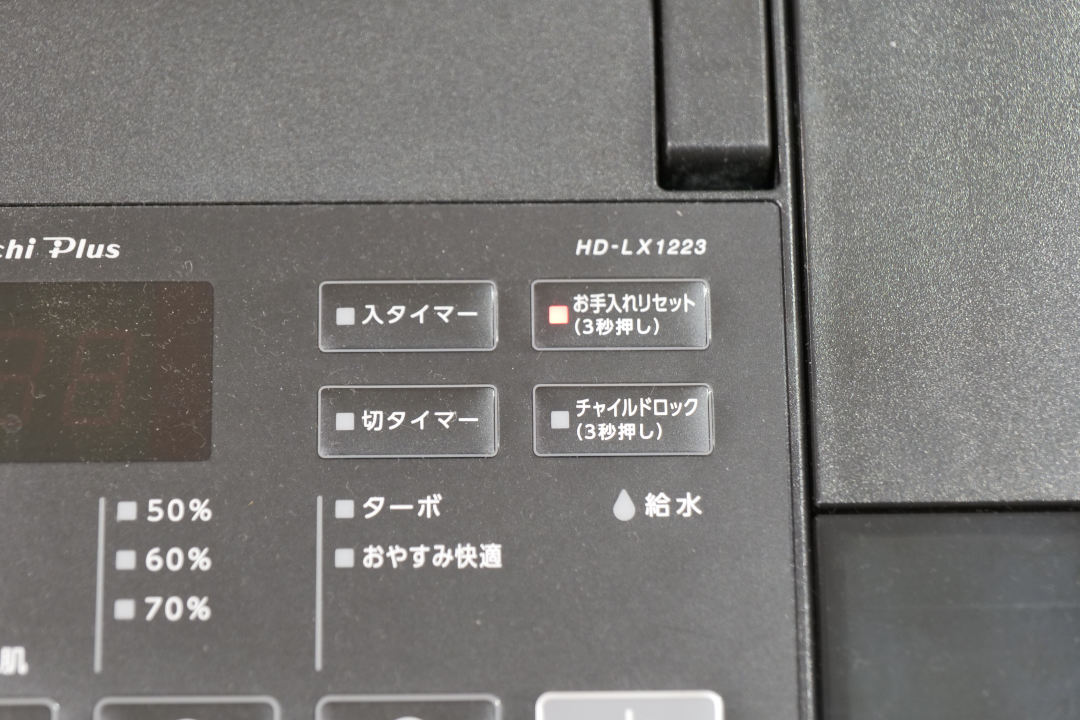 chi Plus
HD-LX1223
入タイマー
お手入れリセット
(3秒押し)
切タイマー
チャイルドロック
(3秒押し)
50%
60%
70%
ターボ
おやすみ快適
給水
肌